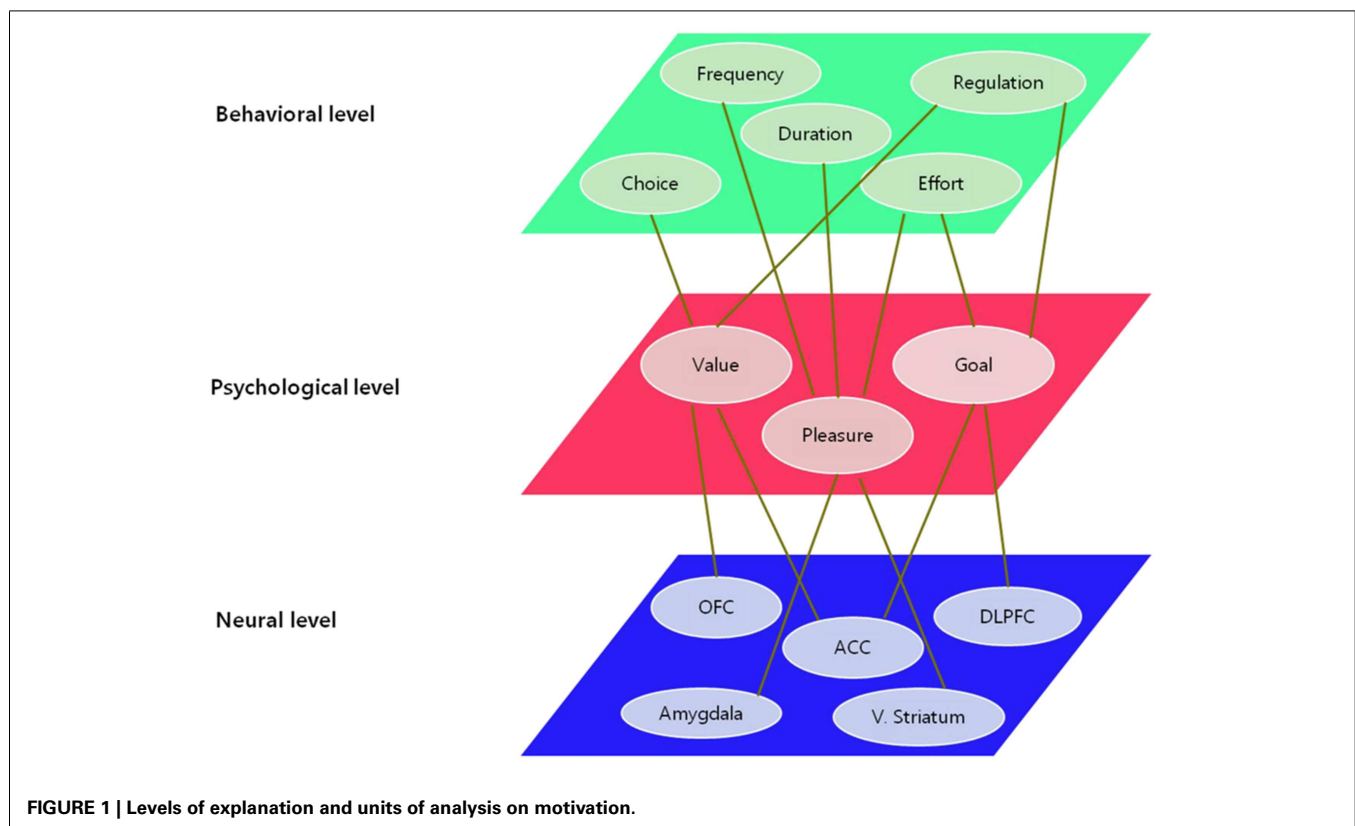 Behavioral level
Frequency
Regulation
Duration
Choice
Effort
Psychological level
Value
Goal
Pleasure
Neural level
OFC
DLPFC
ACC
Amygdala
V. Striatum
FIGURE 1 | Levels of explanation and units of analysis on motivation.